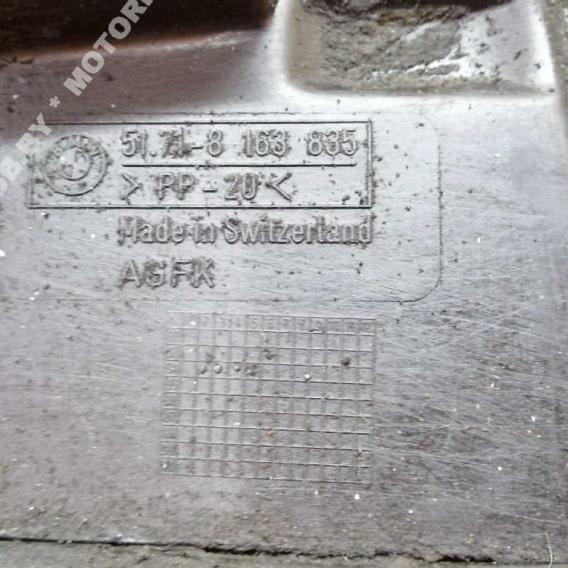 51.71-8 163 835
> PP - 20 <
Made in Switzerland
AGFK